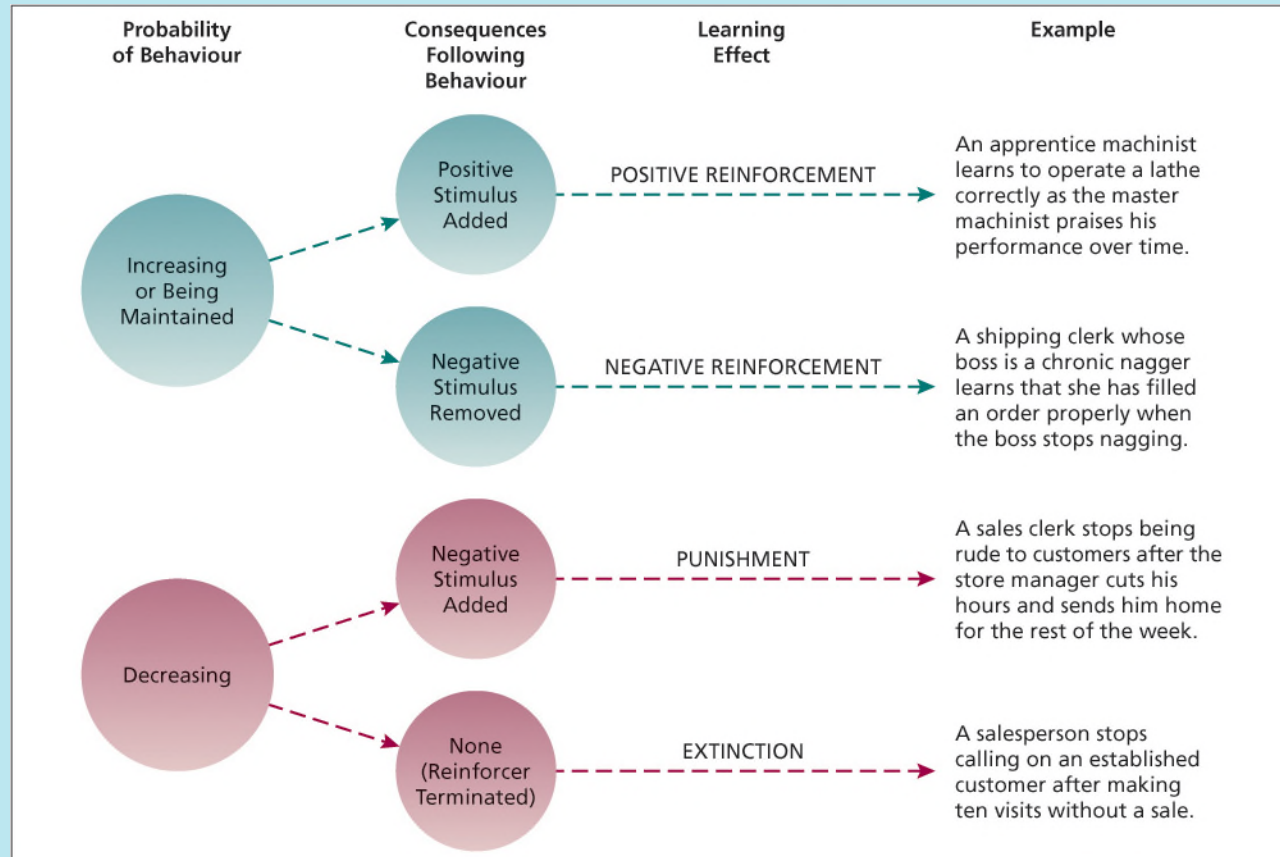 Probability
of Behaviour
Consequences
Following
Behaviour
Learning
Effect
Example
Increasing
or Being
Maintained
Positive
Stimulus
Added
POSITIVE REINFORCEMENT
An apprentice machinist
learns to operate a lathe
correctly as the master
machinist praises his
performance over time.
Negative
Stimulus
Removed
NEGATIVE REINFORCEMENT
A shipping clerk whose
boss is a chronic nagger
learns that she has filled
an order properly when
the boss stops nagging.
Decreasing
Negative
Stimulus
Added
PUNISHMENT
A sales clerk stops being
rude to customers after the
store manager cuts his
hours and sends him home
for the rest of the week.
None
(Reinforcer
Terminated)
EXTINCTION
A salesperson stops
calling on an established
customer after making
ten visits without a sale.